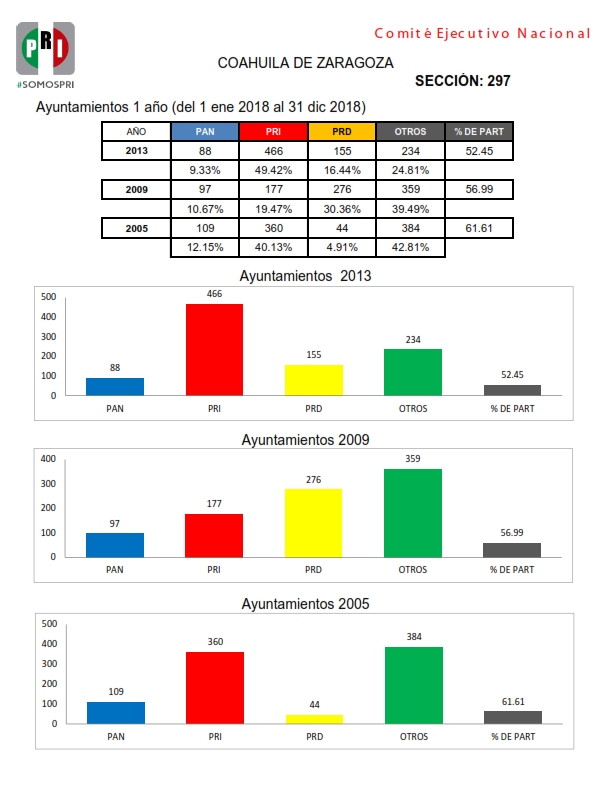 Comité Ejecutivo Nacional
PRI
#SOMOSPRI
COAHUILA DE ZARAGOZA
SECCIÓN: 297
Ayuntamientos 1 año (del 1 ene 2018 al 31 dic 2018)
AÑO PAN PRI PRD OTROS % DE PART
2013 88 466 155 234 52.45
9.33% 49.42% 16.44% 24.81%
2009 97 177 276 359 56.99
10.67% 19.47% 30.36% 39.49%
2005 109 360 44 384 61.61
12.15% 40.13% 4.91% 42.81%
Ayuntamientos 2013
500
400
300
200
100
0
88
466
155
234
52.45
PAN PRI PRD OTROS % DE PART
Ayuntamientos 2009
400
300
200
100
0
97
177
276
359
56.99
PAN PRI PRD OTROS % DE PART
Ayuntamientos 2005
500
400
300
200
100
0
109
360
44
384
61.61
PAN PRI PRD OTROS % DE PART